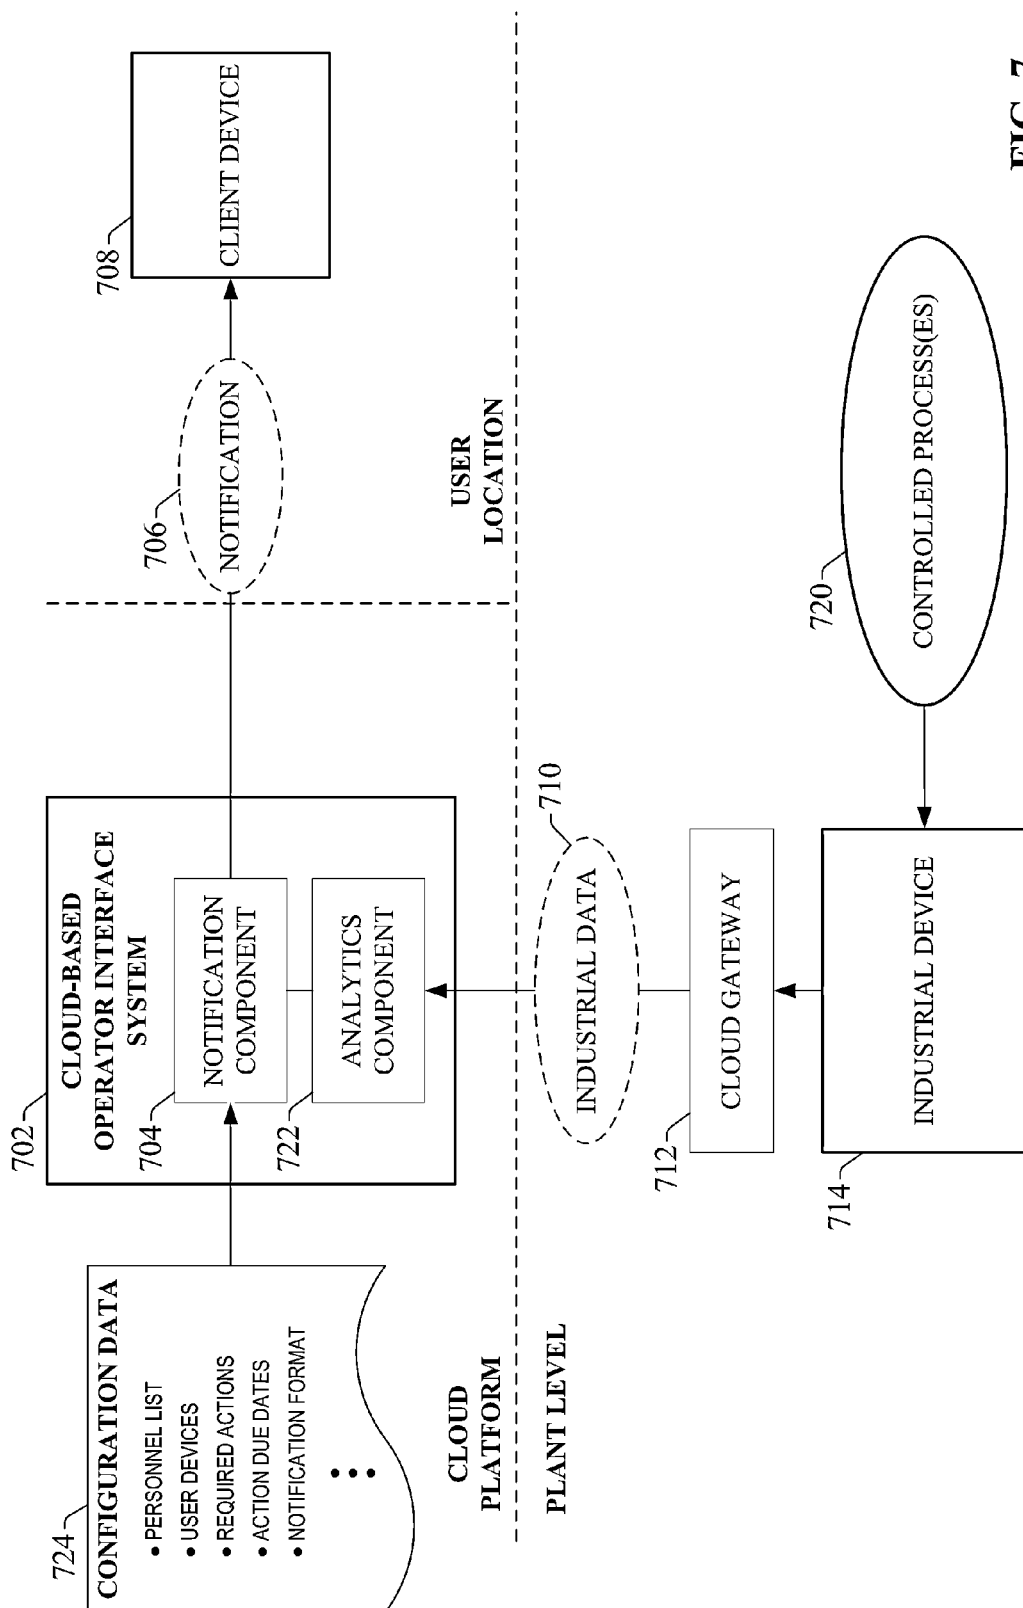 724
CONFIGURATION DATA
• PERSONNEL LIST
• USER DEVICES
• REQUIRED ACTIONS
• ACTION DUE DATES
• NOTIFICATION FORMAT
CLOUD
PLATFORM
702
CLOUD-BASED
OPERATOR INTERFACE
SYSTEM
704
NOTIFICATION
COMPONENT
722
ANALYTICS
COMPONENT
706
NOTIFICATION
708
CLIENT DEVICE
USER
LOCATION
PLANT LEVEL
710
INDUSTRIAL DATA
712
CLOUD GATEWAY
714
INDUSTRIAL DEVICE
720
CONTROLLED PROCESS(ES)
FIG. 7